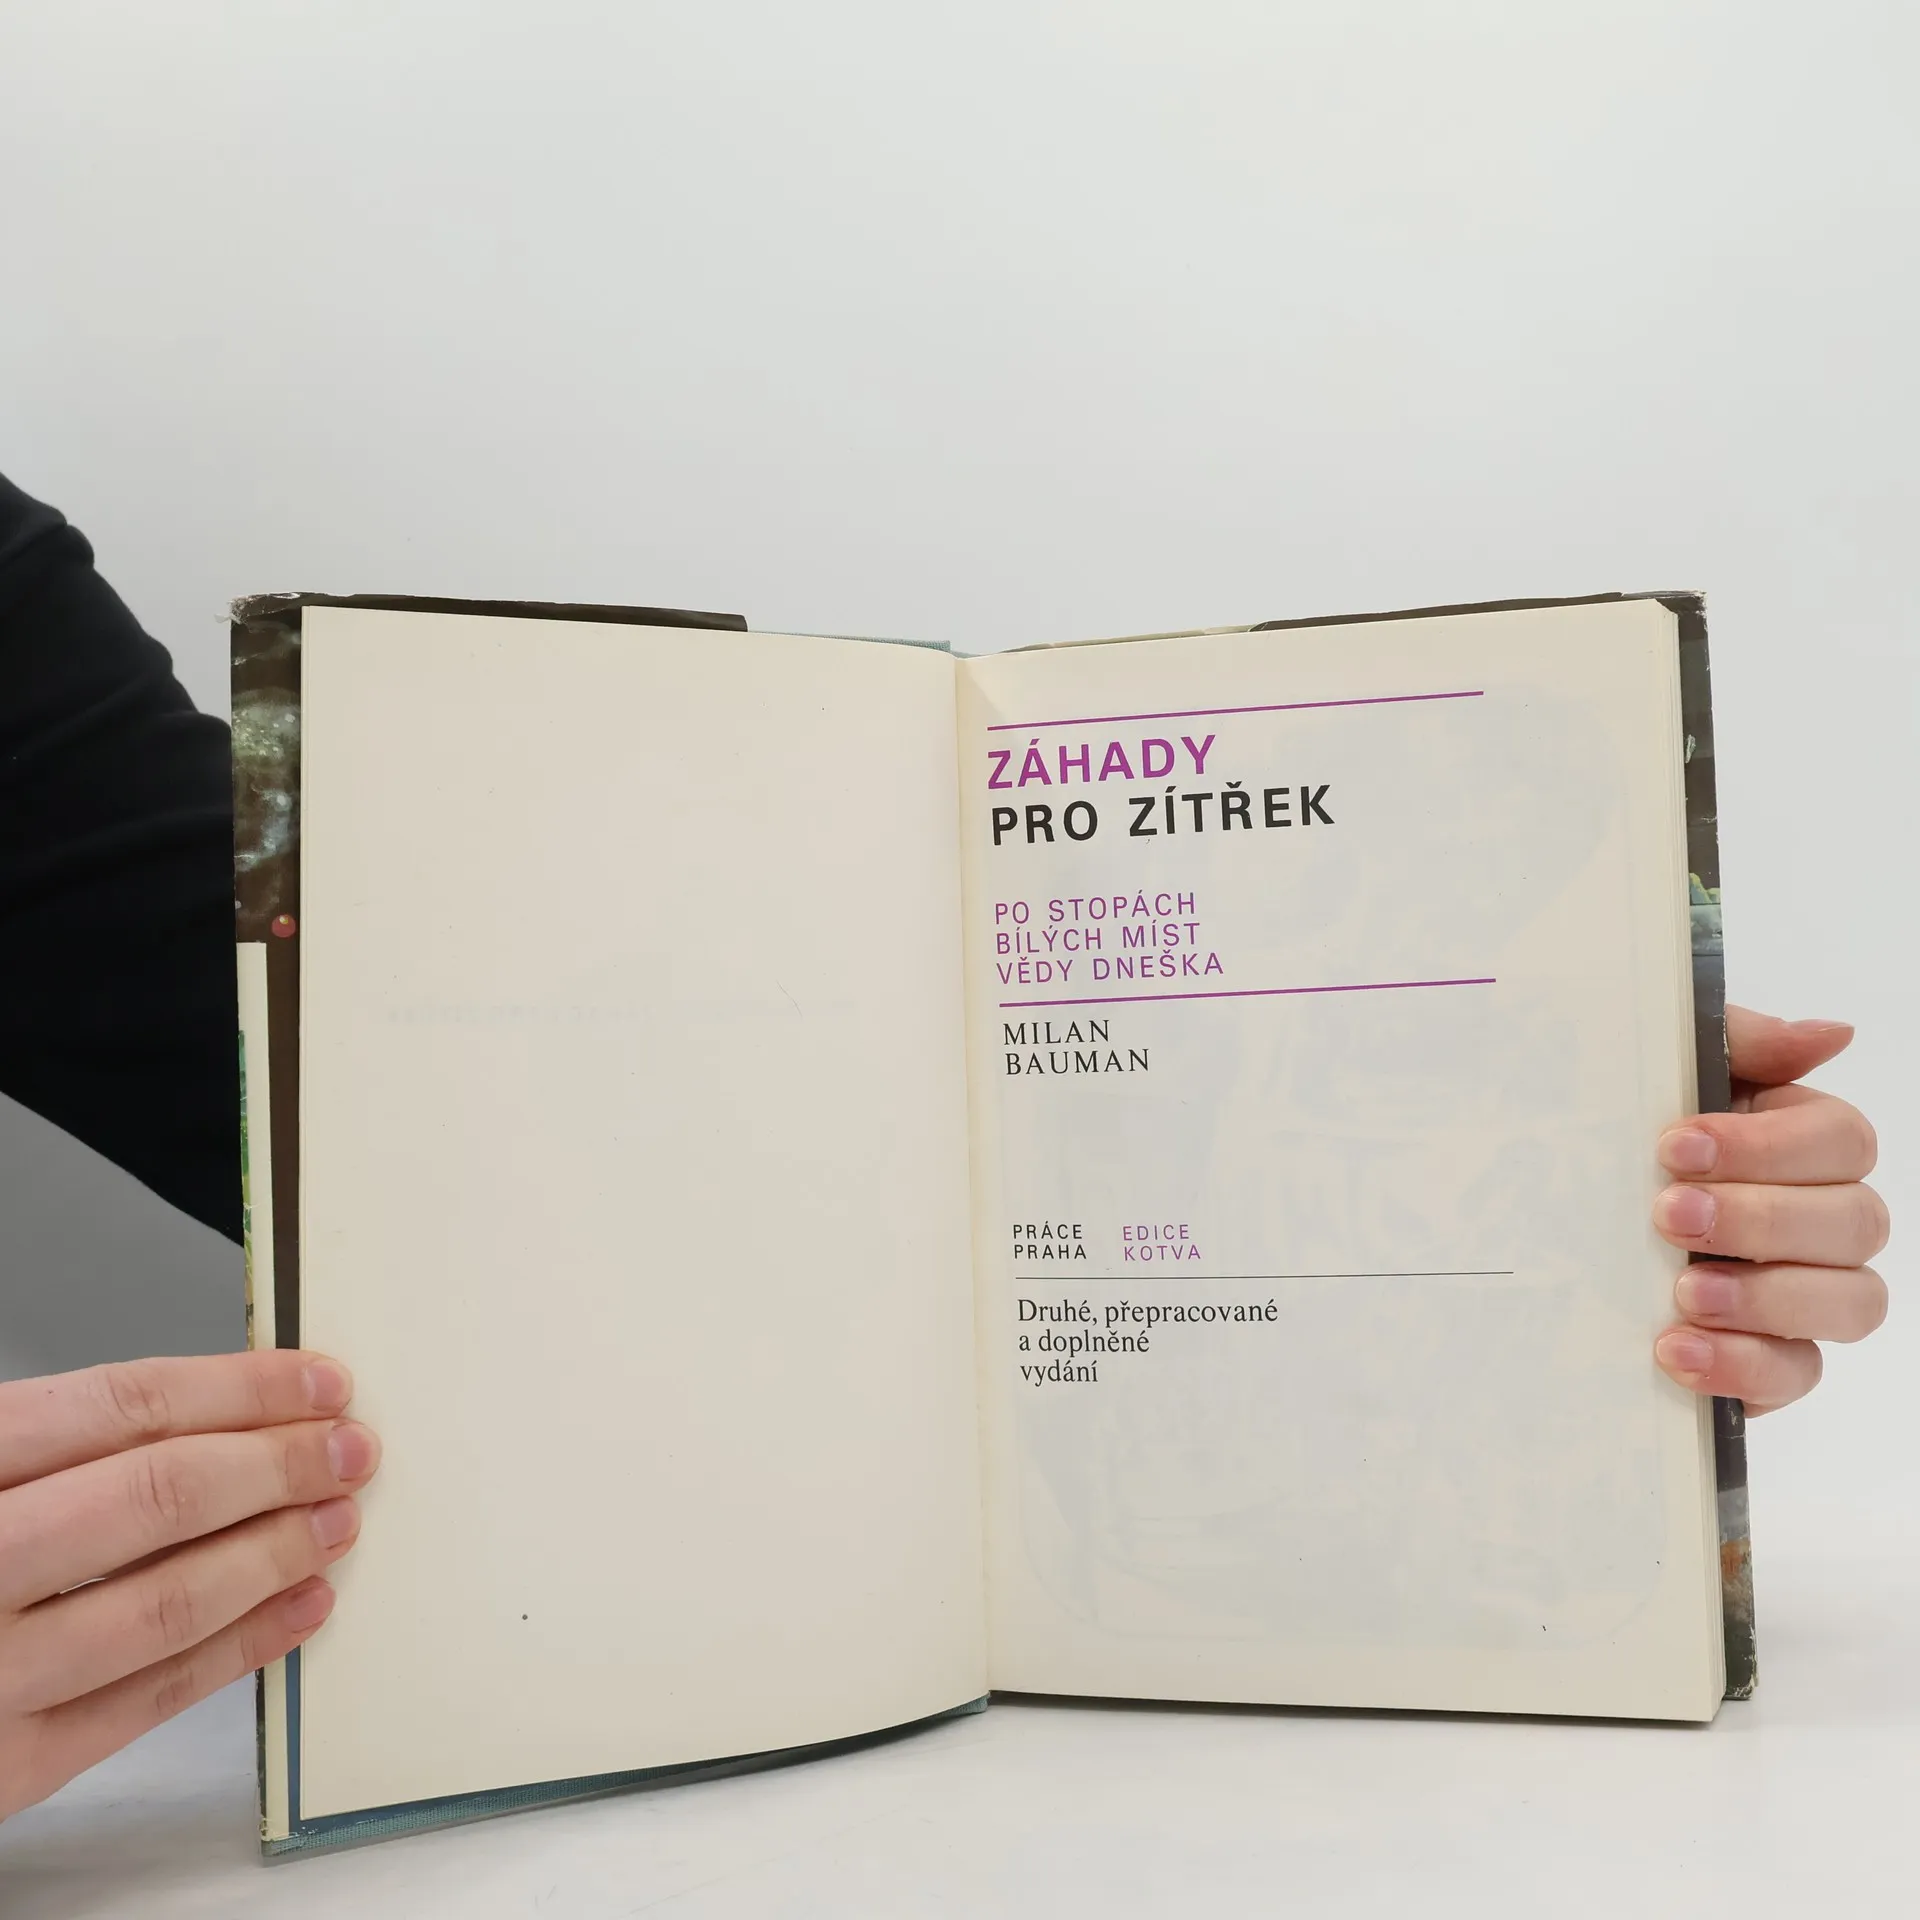 ZÁHADY
PRO ZÍTŘEK
PO STOPÁCH
BÍLÝCH MÍST
VĚDY DNEŠKA
MILAN
BAUMAN
PRÁCE
PRAHA
EDICE
KOTVA
Druhé, přepracované
a doplněné
vydání